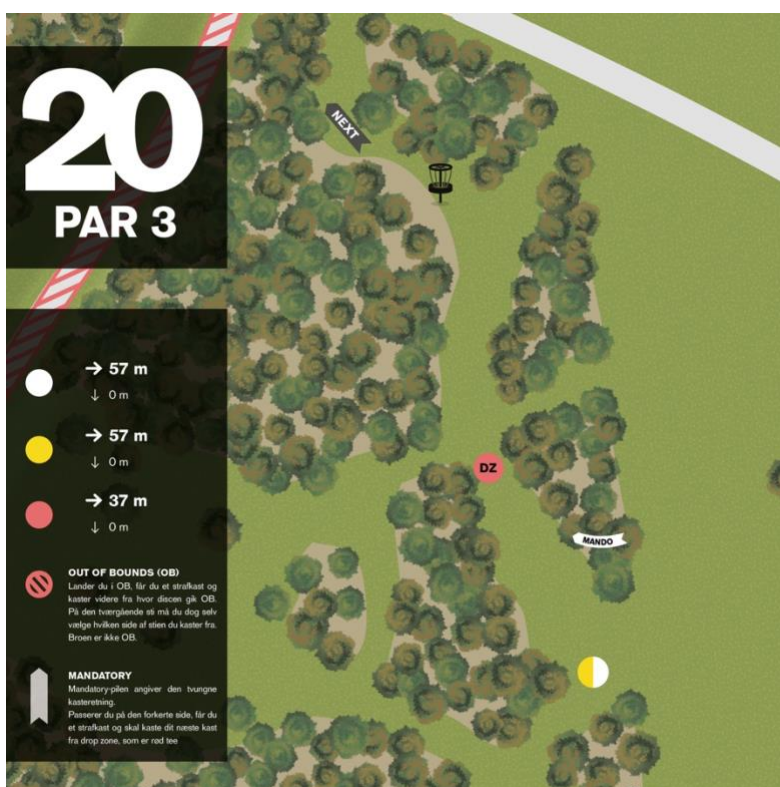 20
PAR 3
NEXT
→ 57 m
↓ 0 m
→ 57 m
↓ 0 m
→ 37 m
↓ 0 m
DZ
MANDO
OUT OF BOUNDS (OB)
Lander du i OB, får du et strafkast og
kaster videre fra hvor discen gik OB.
På den tværgående sti må du dog selv
vælge hvilken side af stien du kaster fra.
Broen er ikke OB.
MANDATORY
Mandatory-pilen angiver den tvungne
kasteretning.
Passerer du på den forkerte side, får du
et strafkast og skal kaste dit næste kast
fra drop zone, som er rød tee